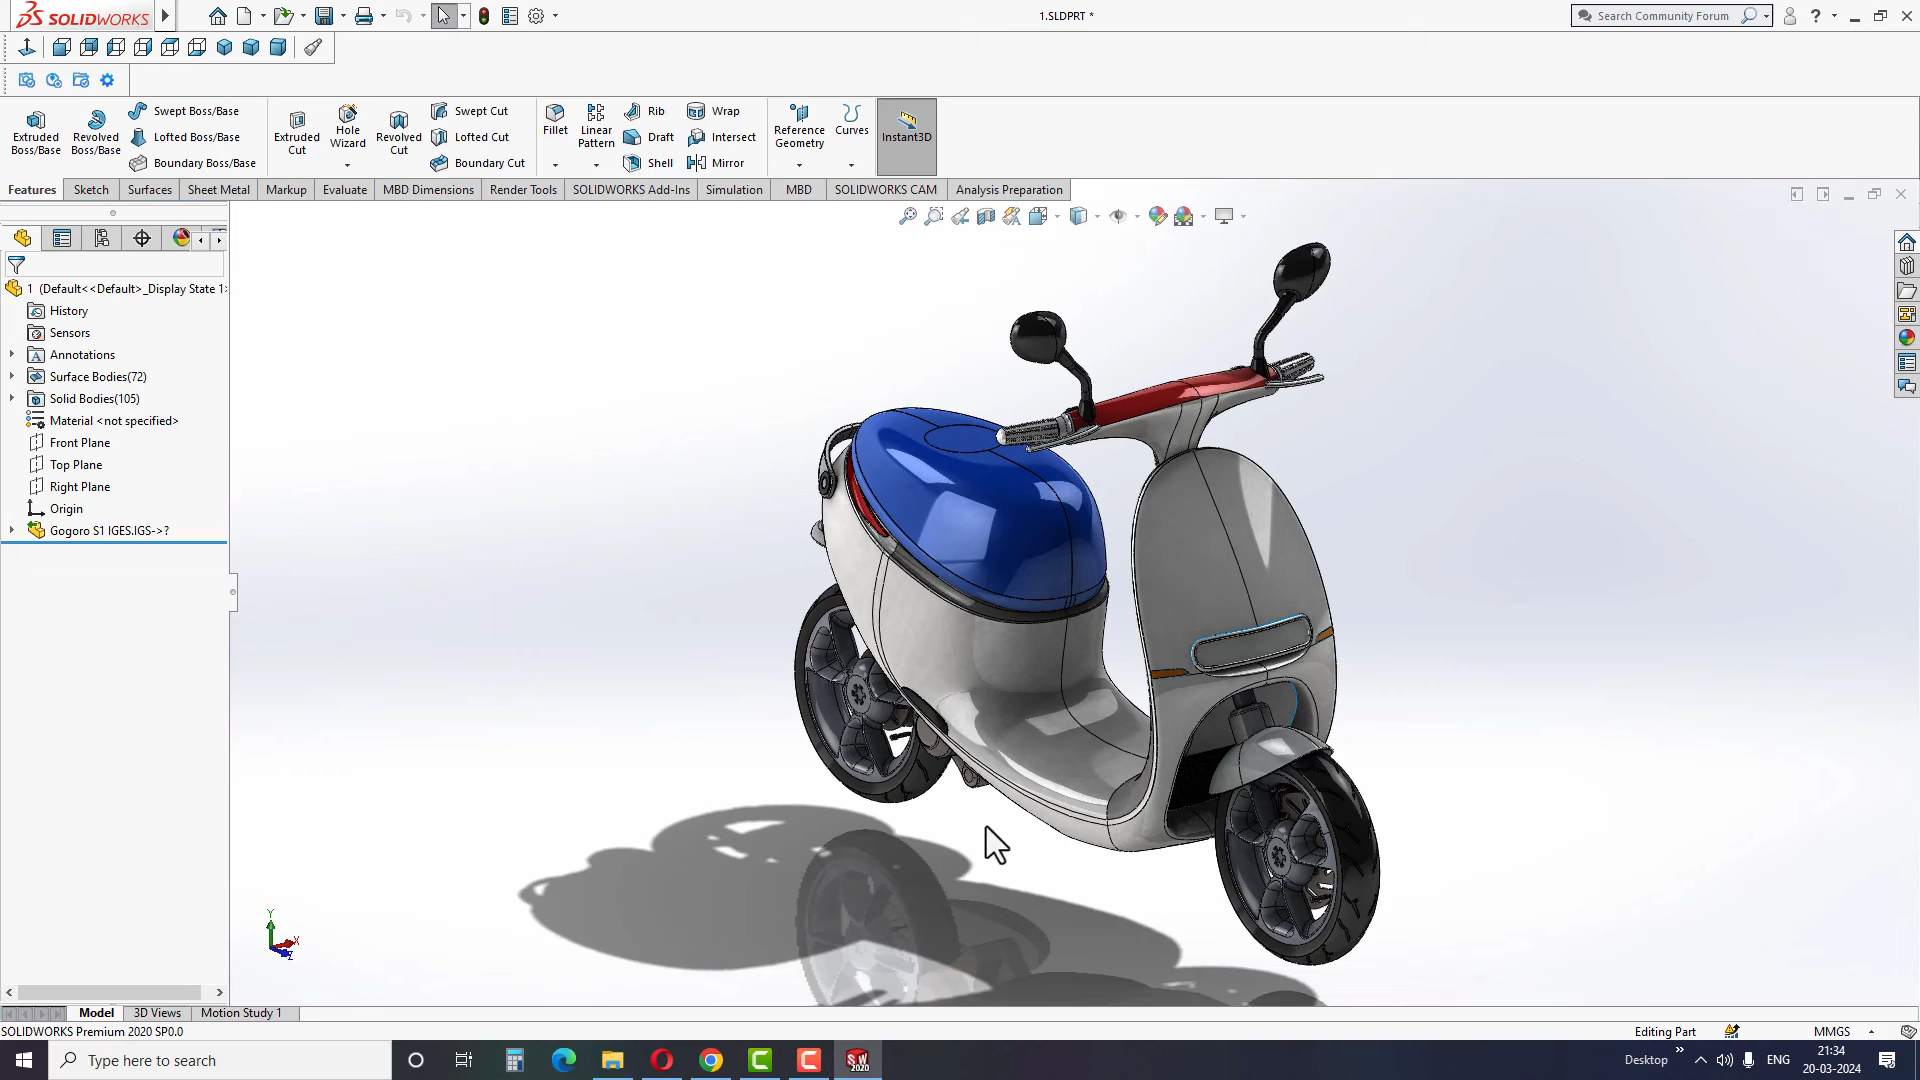 SOLIDWORKS
1.SLDPRT *
Search Community Forum
Extruded Boss/Base
Revolved Boss/Base
Swept Boss/Base
Lofted Boss/Base
Boundary Boss/Base
Extruded Cut
Hole Wizard
Revolved Cut
Swept Cut
Lofted Cut
Boundary Cut
Fillet
Linear Pattern
Rib
Draft
Shell
Wrap
Intersect
Mirror
Reference Geometry
Curves
Instant3D
Features Sketch Surfaces Sheet Metal Markup Evaluate MBD Dimensions Render Tools SOLIDWORKS Add-Ins Simulation MBD SOLIDWORKS CAM Analysis Preparation
1 (Default<<Default>_Display State 1>
History
Sensors
Annotations
Surface Bodies(72)
Solid Bodies(105)
Material <not specified>
Front Plane
Top Plane
Right Plane
Origin
Gogoro S1 IGES.IGS->?
Y
X
Z
Model 3D Views Motion Study 1
SOLIDWORKS Premium 2020 SP0.0
Editing Part
MMGS
Type here to search
SW 2020
Desktop
ENG
21:34
20-03-2024